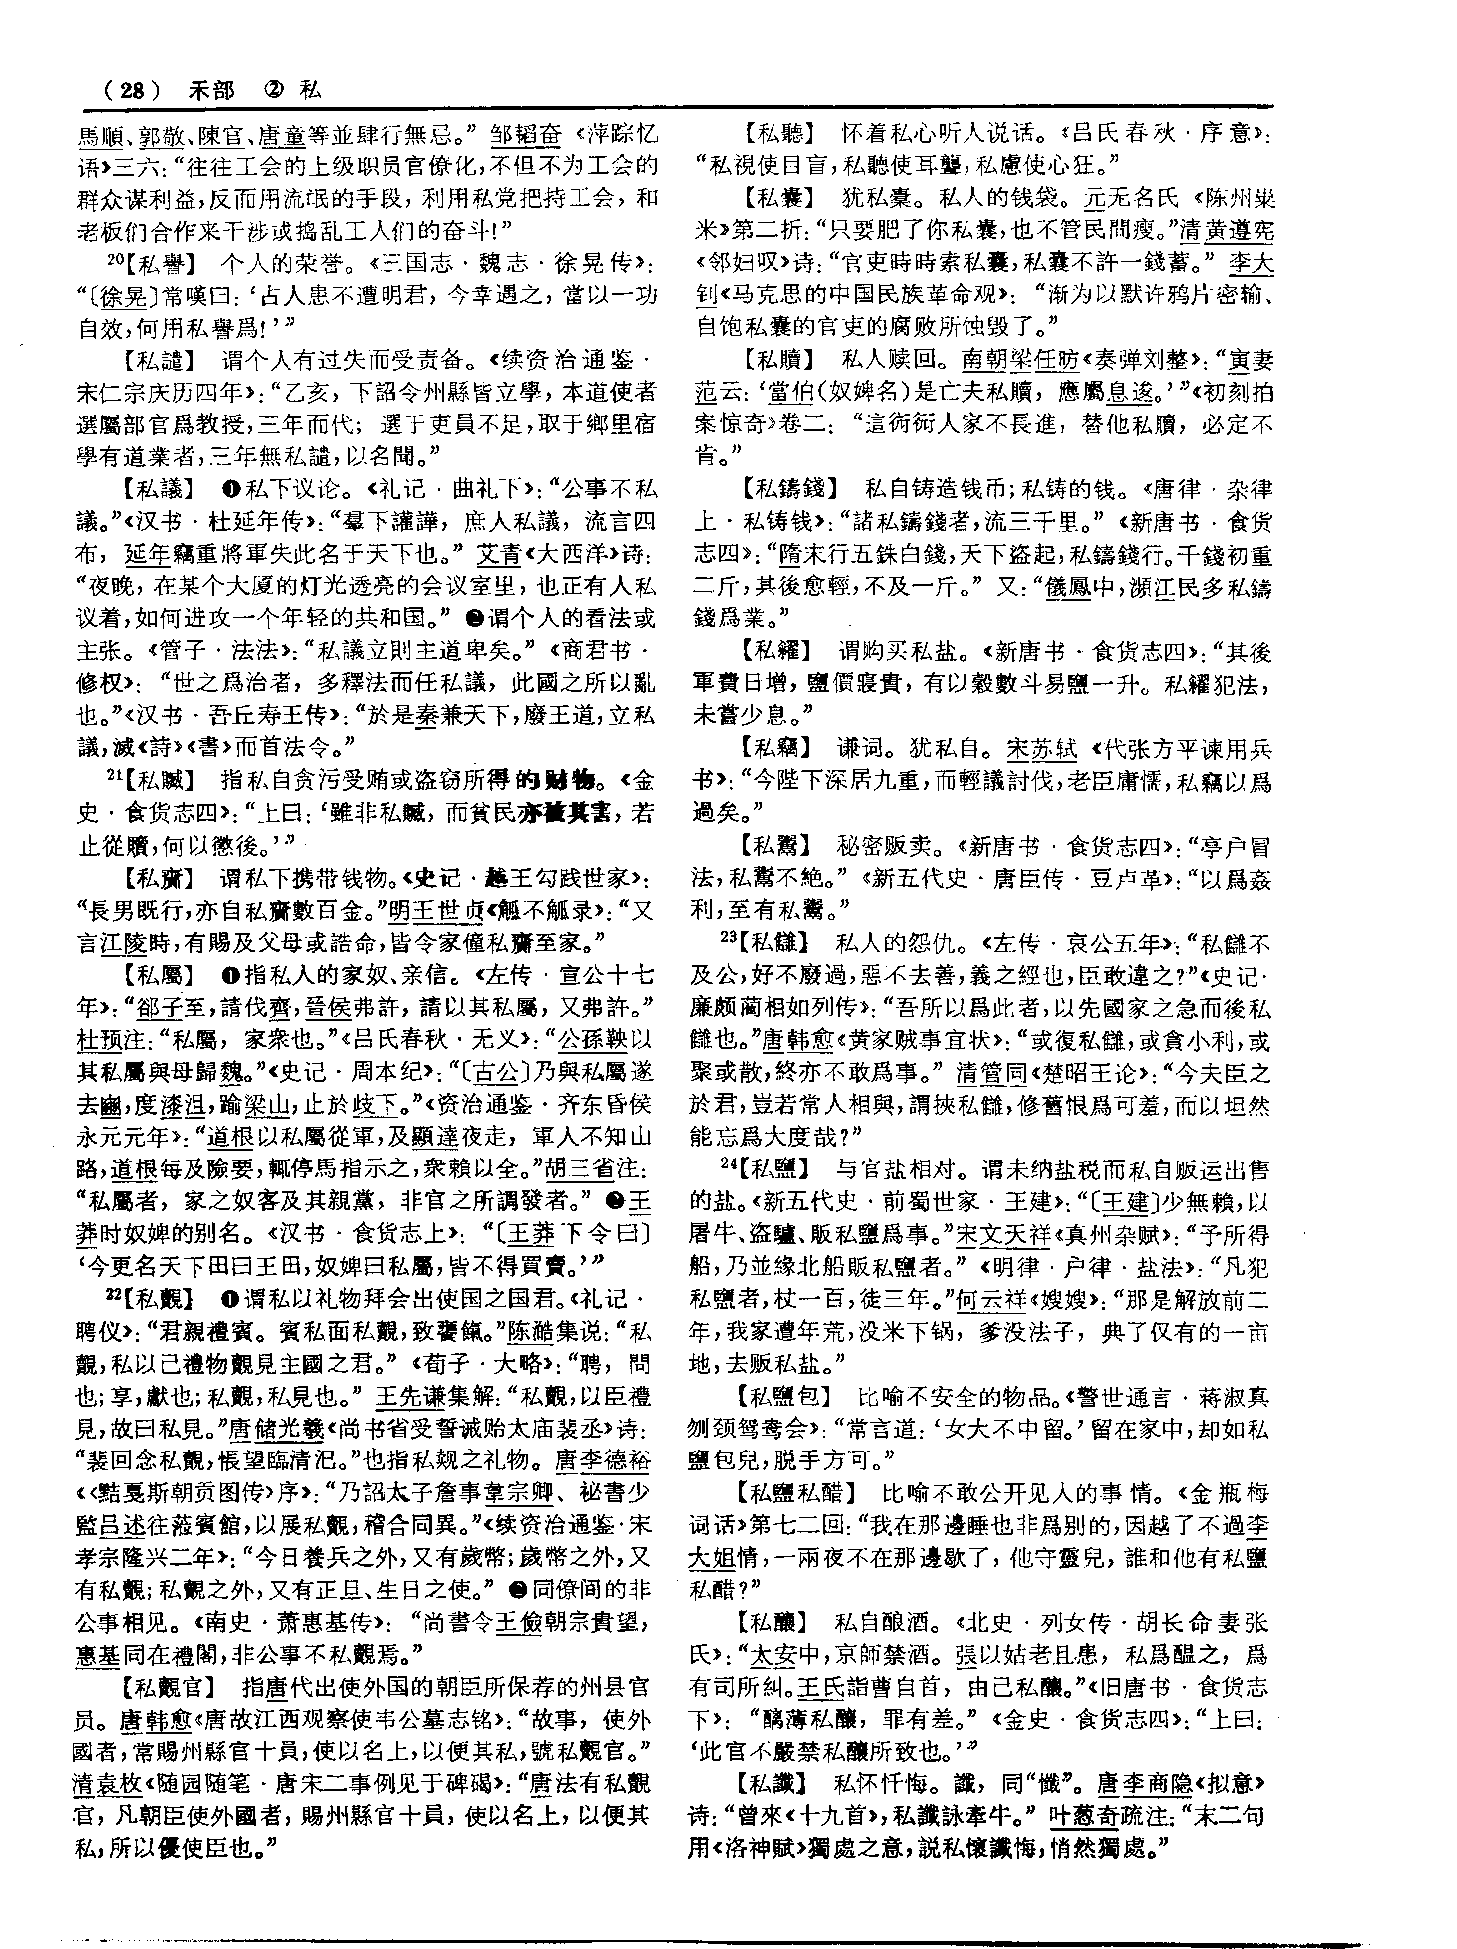 (28) 禾部 ② 私
馬順、郭敬、陳官、唐童等並肆行無忌。”邹韬奋《萍踪忆
语》三六：“往往工会的上级职员官僚化，不但不为工会的
群众谋利益，反而用流氓的手段，利用私党把持工会，和
老板们合作来干涉或捣乱工人们的奋斗！”
20【私譽】 个人的荣誉。《三国志·魏志·徐晃传》：
“〔徐晃〕常嘆曰：‘古人患不遭明君，今幸遇之，當以一功
自效，何用私譽爲！’”
【私譴】 谓个人有过失而受责备。《续资治通鉴·
宋仁宗庆历四年》：“乙亥，下詔令州縣皆立學，本道使者
選屬部官爲教授，三年而代；選于吏員不足，取于鄉里宿
學有道業者，三年無私譴，以名聞。”
【私議】 ❶私下议论。《礼记·曲礼下》：“公事不私
議。”《汉书·杜延年传》：“羣下讙譁，庶人私議，流言四
布，延年竊重將軍失此名于天下也。”艾青《大西洋》诗：
“夜晚，在某个大厦的灯光透亮的会议室里，也正有人私
议着，如何进攻一个年轻的共和国。” ❷谓个人的看法或
主张。《管子·法法》：“私議立則主道卑矣。”《商君书·
修权》：“世之爲治者，多釋法而任私議，此國之所以亂
也。”《汉书·吾丘寿王传》：“於是秦兼天下，廢王道，立私
議，滅《詩》《書》而首法令。”
21【私贓】 指私自贪污受贿或盗窃所得的财物。《金
史·食货志四》：“上曰：‘雖非私贓，而貧民亦被其害，若
止從贖，何以懲後。’”
【私齎】 谓私下携带钱物。《史记·越王勾践世家》：
“長男既行，亦自私齎數百金。”明王世贞《觚不觚录》：“又
言江陵時，有賜及父母或誥命，皆令家僮私齎至家。”
【私屬】 ❶指私人的家奴、亲信。《左传·宣公十七
年》：“郤子至，請伐齊，晉侯弗許，請以其私屬，又弗許。”
杜预注：“私屬，家衆也。”《吕氏春秋·无义》：“公孫鞅以
其私屬與母歸魏。”《史记·周本纪》：“〔古公〕乃與私屬遂
去豳，度漆沮，踰梁山，止於岐下。”《资治通鉴·齐东昏侯
永元元年》：“道根以私屬從軍，及顯達夜走，軍人不知山
路，道根每及險要，輒停馬指示之，衆賴以全。”胡三省注：
“私屬者，家之奴客及其親黨，非官之所調發者。” ❷王
莽时奴婢的别名。《汉书·食货志上》：“〔王莽下令曰〕
‘今更名天下田曰王田，奴婢曰私屬，皆不得買賣。’”
22【私覿】 ❶谓私以礼物拜会出使国之国君。《礼记·
聘仪》：“君親禮賓。賓私面私覿，致饔餼。”陈澔集说：“私
覿，私以己禮物覿見主國之君。”《荀子·大略》：“聘，問
也；享，獻也；私覿，私見也。”王先谦集解：“私覿，以臣禮
見，故曰私見。”唐储光羲《尚书省受誓诫贻太庙裴丞》诗：
“裴回念私覿，悵望臨清汜。”也指私觌之礼物。唐李德裕
《〈黠戛斯朝贡图传〉序》：“乃詔太子詹事韋宗卿、祕書少
監吕述往蒞賓館，以展私覿，稽合同異。”《续资治通鉴·宋
孝宗隆兴二年》：“今日養兵之外，又有歲幣；歲幣之外，又
有私覿；私覿之外，又有正旦、生日之使。” ❷同僚间的非
公事相见。《南史·萧惠基传》：“尚書令王儉朝宗貴望，
惠基同在禮閣，非公事不私覿焉。”
【私覿官】 指唐代出使外国的朝臣所保荐的州县官
员。唐韩愈《唐故江西观察使韦公墓志铭》：“故事，使外
國者，常賜州縣官十員，使以名上，以便其私，號私覿官。”
清袁枚《随园随笔·唐宋二事例见于碑碣》：“唐法有私覿
官，凡朝臣使外國者，賜州縣官十員，使以名上，以便其
私，所以優使臣也。”
【私聽】 怀着私心听人说话。《吕氏春秋·序意》：
“私視使目盲，私聽使耳聾，私慮使心狂。”
【私囊】 犹私橐。私人的钱袋。元无名氏《陈州粜
米》第二折：“只要肥了你私囊，也不管民間瘦。”清黄遵宪
《邻妇叹》诗：“官吏時時索私囊，私囊不許一錢蓄。”李大
钊《马克思的中国民族革命观》：“渐为以默许鸦片密输、
自饱私囊的官吏的腐败所蚀毁了。”
【私贖】 私人赎回。南朝梁任昉《奏弹刘整》：“寅妻
范云：‘當伯（奴婢名）是亡夫私贖，應屬息逡。’”《初刻拍
案惊奇》卷二：“這衖衖人家不長進，替他私贖，必定不
肯。”
【私鑄錢】 私自铸造钱币；私铸的钱。《唐律·杂律
上·私铸钱》：“諸私鑄錢者，流三千里。”《新唐书·食货
志四》：“隋末行五銖白錢，天下盗起，私鑄錢行。千錢初重
二斤，其後愈輕，不及一斤。”又：“儀鳳中，瀕江民多私鑄
錢爲業。”
【私糴】 谓购买私盐。《新唐书·食货志四》：“其後
軍費日增，鹽價寖貴，有以穀數斗易鹽一升。私糴犯法，
未嘗少息。”
【私竊】 谦词。犹私自。宋苏轼《代张方平谏用兵
书》：“今陛下深居九重，而輕議討伐，老臣庸懦，私竊以爲
過矣。”
【私鬻】 秘密贩卖。《新唐书·食货志四》：“亭户冒
法，私鬻不絶。”《新五代史·唐臣传·豆卢革》：“以爲姦
利，至有私鬻。”
23【私讎】 私人的怨仇。《左传·哀公五年》：“私讎不
及公，好不廢過，惡不去善，義之經也，臣敢違之？”《史记·
廉颇蔺相如列传》：“吾所以爲此者，以先國家之急而後私
讎也。”唐韩愈《黄家贼事宜状》：“或復私讎，或貪小利，或
聚或散，終亦不敢爲事。”清管同《楚昭王论》：“今夫臣之
於君，豈若常人相與，謂挾私讎，修舊恨爲可羞，而以坦然
能忘爲大度哉？”
24【私鹽】 与官盐相对。谓未纳盐税而私自贩运出售
的盐。《新五代史·前蜀世家·王建》：“〔王建〕少無賴，以
屠牛、盗驢、販私鹽爲事。”宋文天祥《真州杂赋》：“予所得
船，乃並緣北船販私鹽者。”《明律·户律·盐法》：“凡犯
私鹽者，杖一百，徒三年。”何云祥《嫂嫂》：“那是解放前二
年，我家遭年荒，没米下锅，爹没法子，典了仅有的一亩
地，去贩私盐。”
【私鹽包】 比喻不安全的物品。《警世通言·蒋淑真
刎颈鸳鸯会》：“常言道：‘女大不中留。’留在家中，却如私
鹽包兒，脱手方可。”
【私鹽私醋】 比喻不敢公开见人的事情。《金瓶梅
词话》第七二回：“我在那邊睡也非爲别的，因越了不過李
大姐情，一兩夜不在那邊歇了，他守靈兒，誰和他有私鹽
私醋？”
【私釀】 私自酿酒。《北史·列女传·胡长命妻张
氏》：“太安中，京師禁酒。張以姑老且患，私爲醖之，爲
有司所糾。王氏詣曹自首，由己私釀。”《旧唐书·食货志
下》：“醨薄私釀，罪有差。”《金史·食货志四》：“上曰：
‘此官不嚴禁私釀所致也。’”
【私讖】 私怀忏悔。讖，同“懺”。唐李商隐《拟意》
诗：“曾來《十九首》，私讖詠牽牛。”叶葱奇疏注：“末二句
用《洛神賦》獨處之意，説私懷讖悔，悄然獨處。”